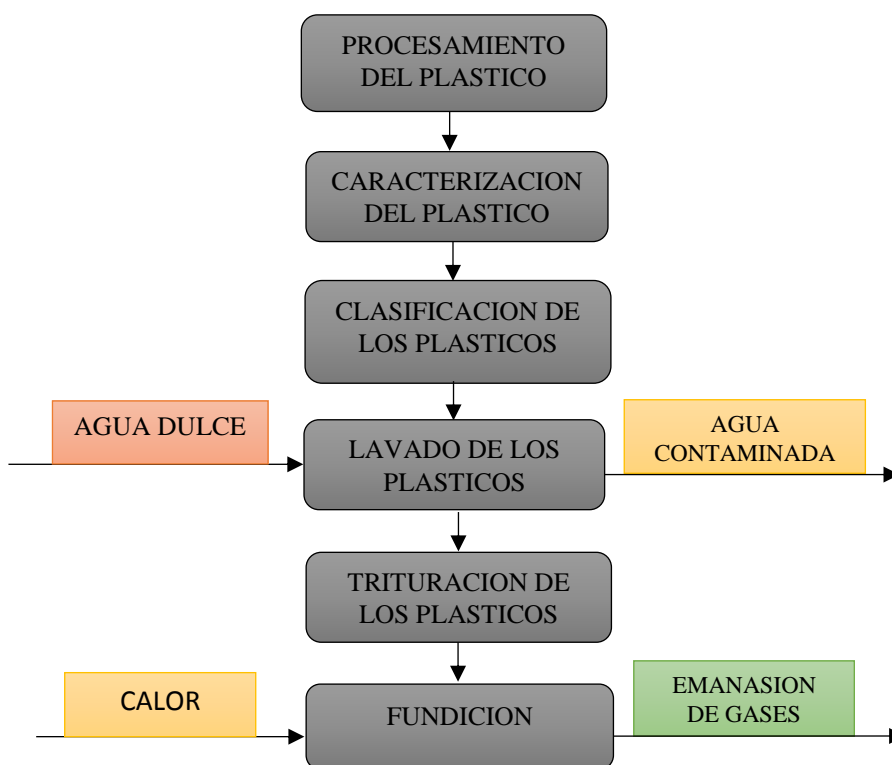 PROCESAMIENTO
DEL PLASTICO
CARACTERIZACION
DEL PLASTICO
CLASIFICACION DE
LOS PLASTICOS
AGUA DULCE
LAVADO DE LOS
PLASTICOS
AGUA
CONTAMINADA
TRITURACION DE
LOS PLASTICOS
CALOR
FUNDICION
EMANASION
DE GASES